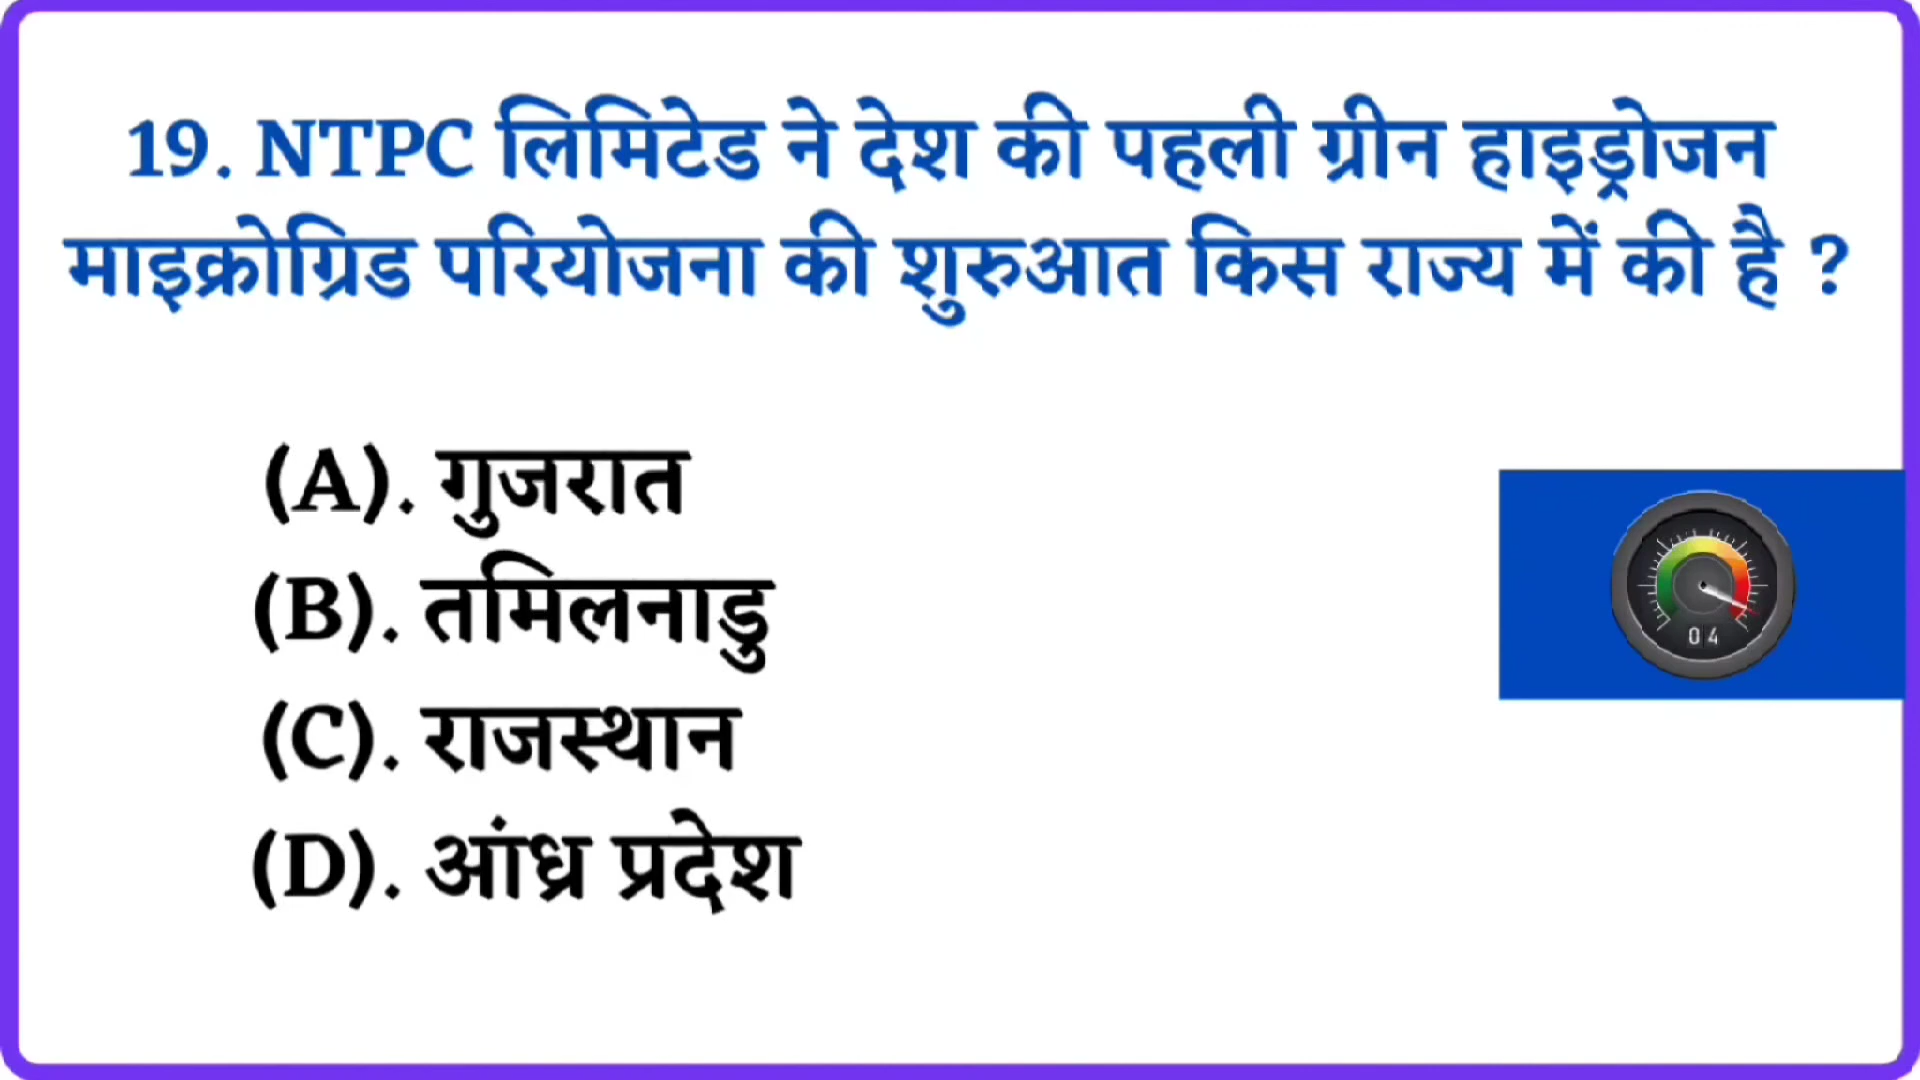 19. NTPC लिमिटेड ने देश की पहली ग्रीन हाइड्रोजन
माइक्रोग्रिड परियोजना की शुरुआत किस राज्य में की है ?
(A). गुजरात
(B). तमिलनाडु
(C). राजस्थान
(D). आंध्र प्रदेश
04